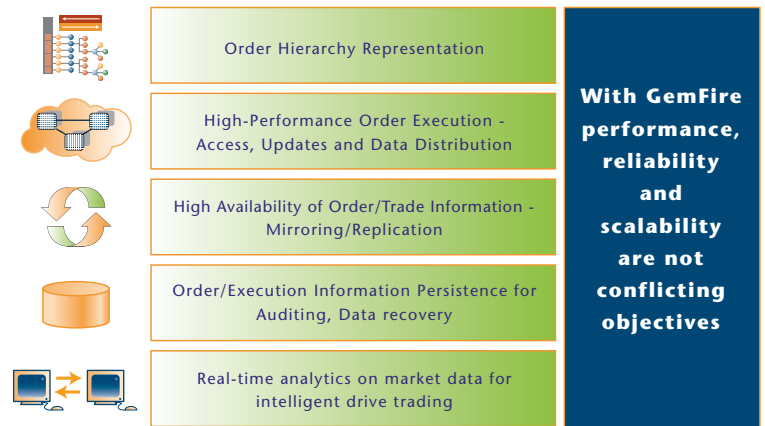 Order Hierarchy Representation
High-Performance Order Execution -
Access, Updates and Data Distribution
High Availability of Order/Trade Information -
Mirroring/Replication
Order/Execution Information Persistence for
Auditing, Data recovery
Real-time analytics on market data for
intelligent drive trading
With GemFire
performance,
reliability
and
scalability
are not
conflicting
objectives